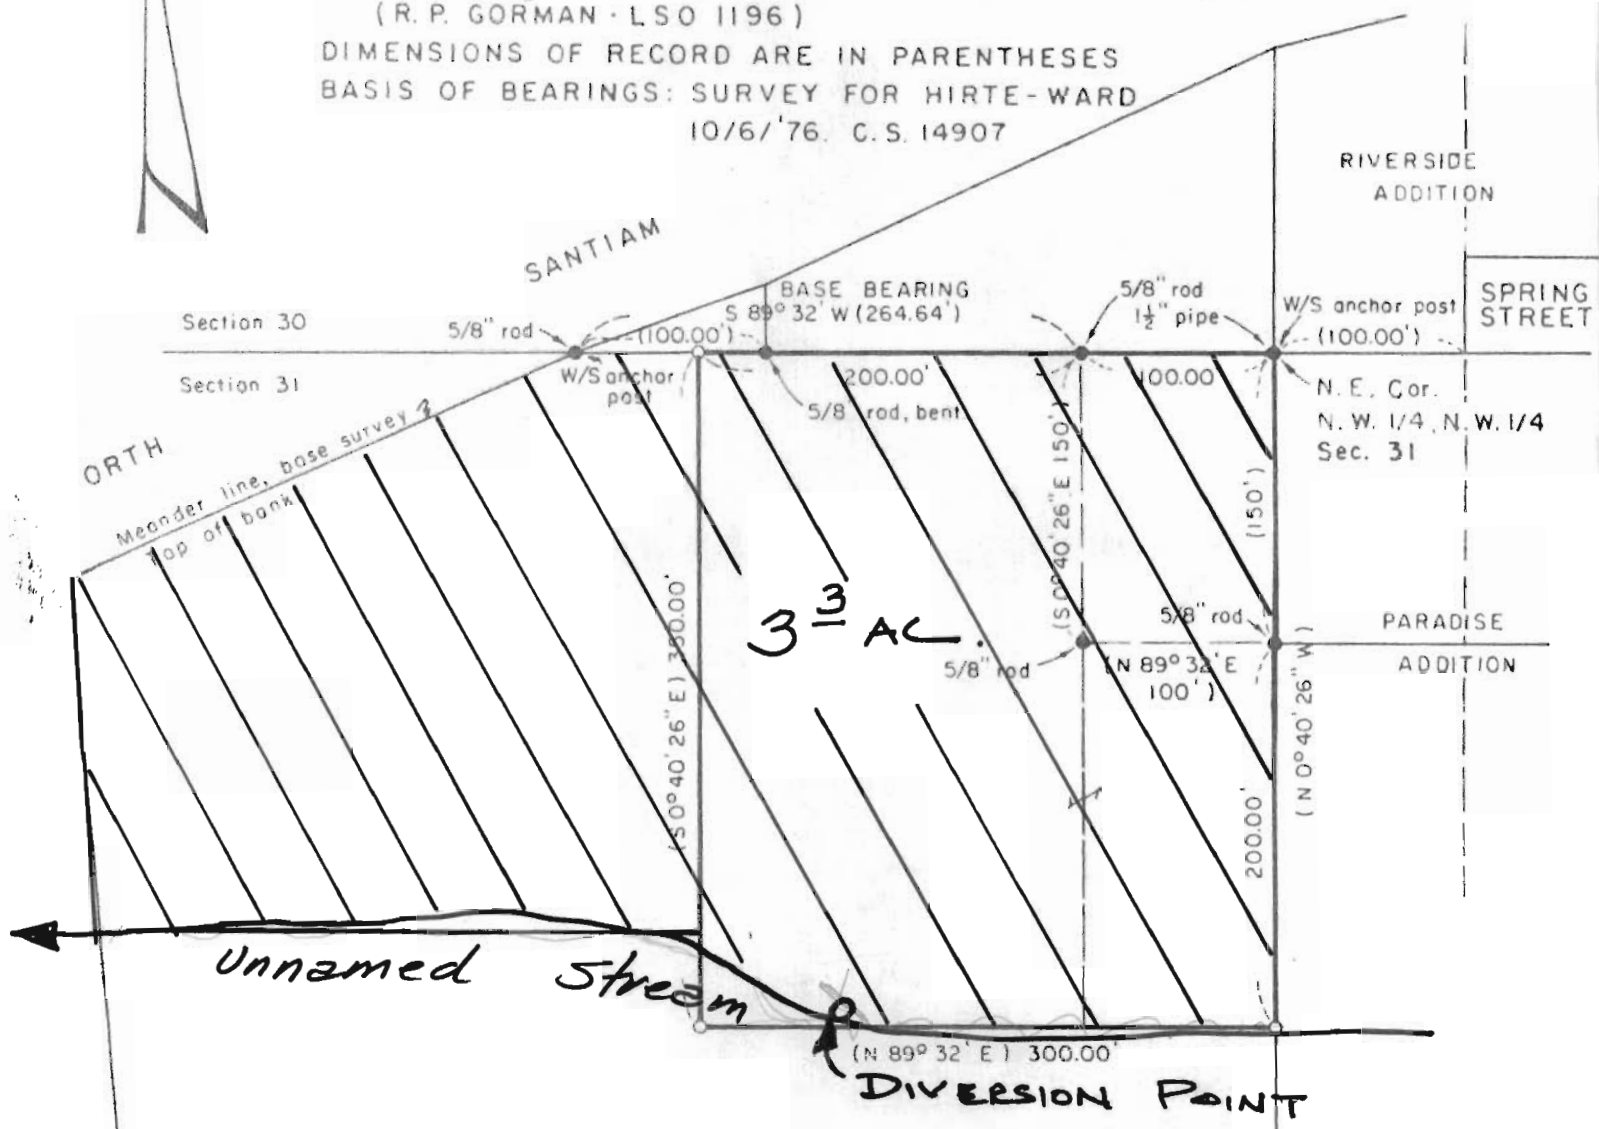 (R. P. GORMAN - LSO 1196)
DIMENSIONS OF RECORD ARE IN PARENTHESES
BASIS OF BEARINGS: SURVEY FOR HIRTE-WARD
10/6/'76. C.S. 14907
RIVERSIDE
ADDITION
SANTIAM
SPRING
STREET
BASE BEARING
S 89° 32' W (264.64')
5/8" rod
1½" pipe
W/S anchor post
(100.00')
Section 30
5/8" rod
(100.00')
Section 31
W/S anchor
post
200.00'
100.00
5/8" rod, bent
N.E. Cor.
N.W. 1/4, N.W. 1/4
Sec. 31
ORTH
Meander line, base survey
Top of bank
(S 0° 40' 26" E 150')
(150')
(S 0° 40' 26" E)
3 3 AC.
5/8" rod
5/8" rod
(N 89° 32' E
100')
PARADISE
ADDITION
(N 0° 40' 26" W)
200.00'
Unnamed Stream
(N 89° 32' E) 300.00'
DIVERSION POINT